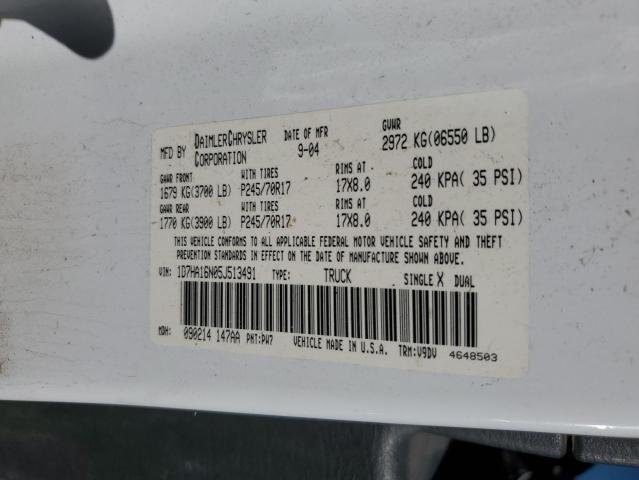 MFD BY DAIMLERCHRYSLER CORPORATION DATE OF MFR 9-04 GVWR 2972 KG(06550 LB)
GAWR FRONT WITH TIRES RIMS AT COLD
1679 KG(3700 LB) P245/70R17 17X8.0 240 KPA( 35 PSI)
GAWR REAR WITH TIRES RIMS AT COLD
1770 KG(3900 LB) P245/70R17 17X8.0 240 KPA( 35 PSI)
THIS VEHICLE CONFORMS TO ALL APPLICABLE FEDERAL MOTOR VEHICLE SAFETY AND THEFT
PREVENTION STANDARDS IN EFFECT ON THE DATE OF MANUFACTURE SHOWN ABOVE.
VIN: 1D7HA16N05J513491 TYPE: TRUCK SINGLE X DUAL
MDH: 090214 147AA PNT:PW7 VEHICLE MADE IN U.S.A. TRM:V9DV 4648503